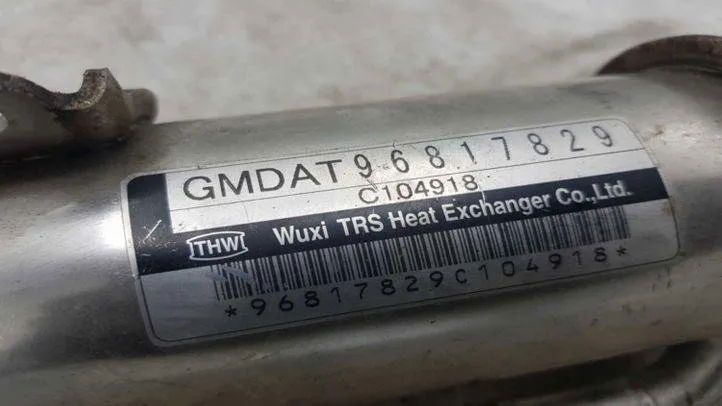 GMDAT 96817829
C104918
THW Wuxi TRS Heat Exchanger Co.,Ltd.
*96817829C104918*